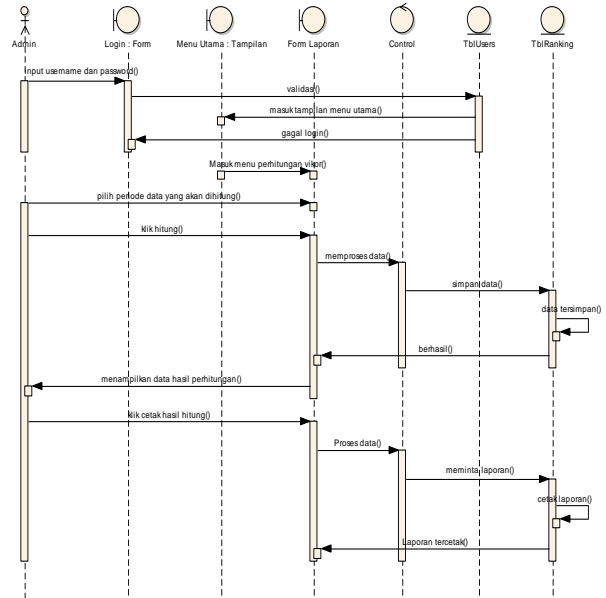 Admin
Login : Form
Menu Utama : Tampilan
Form Laporan
Control
TblUsers
TblRanking
input username dan password()
validas()
masuk tampilan menu utama()
gagal login()
Masuk menu perhitungan vikor()
pilih periode data yang akan dihitung()
klik hitung()
memproses data()
simpan data()
data tersimpan()
berhasil()
menampilkan data hasil perhitungan()
klik cetak hasil hitung()
Proses data()
meminta laporan()
cetak laporan()
Laporan tercetak()